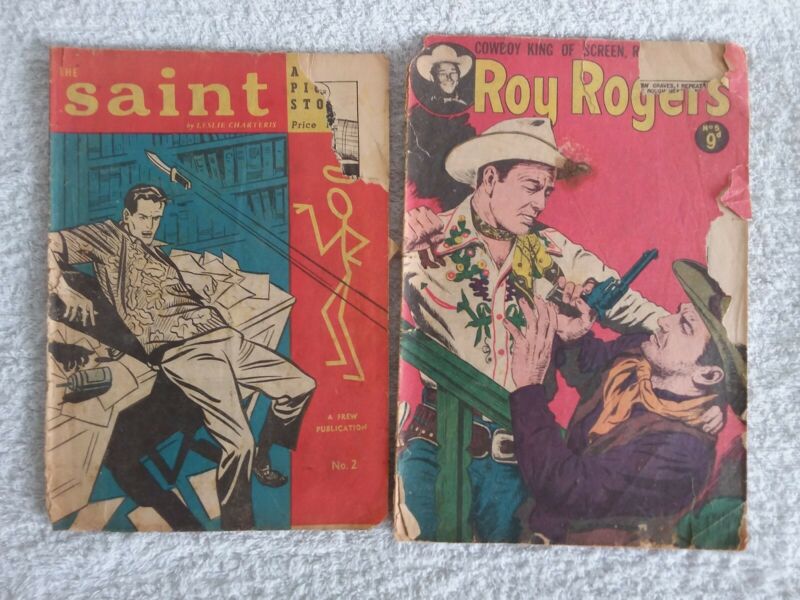 THE
saint
by LESLIE CHARTERIS
A
STO
Price
A FREW
PUBLICATION
No. 2
COWBOY KING OF SCREEN, R
Roy Rogers
No 5
9d